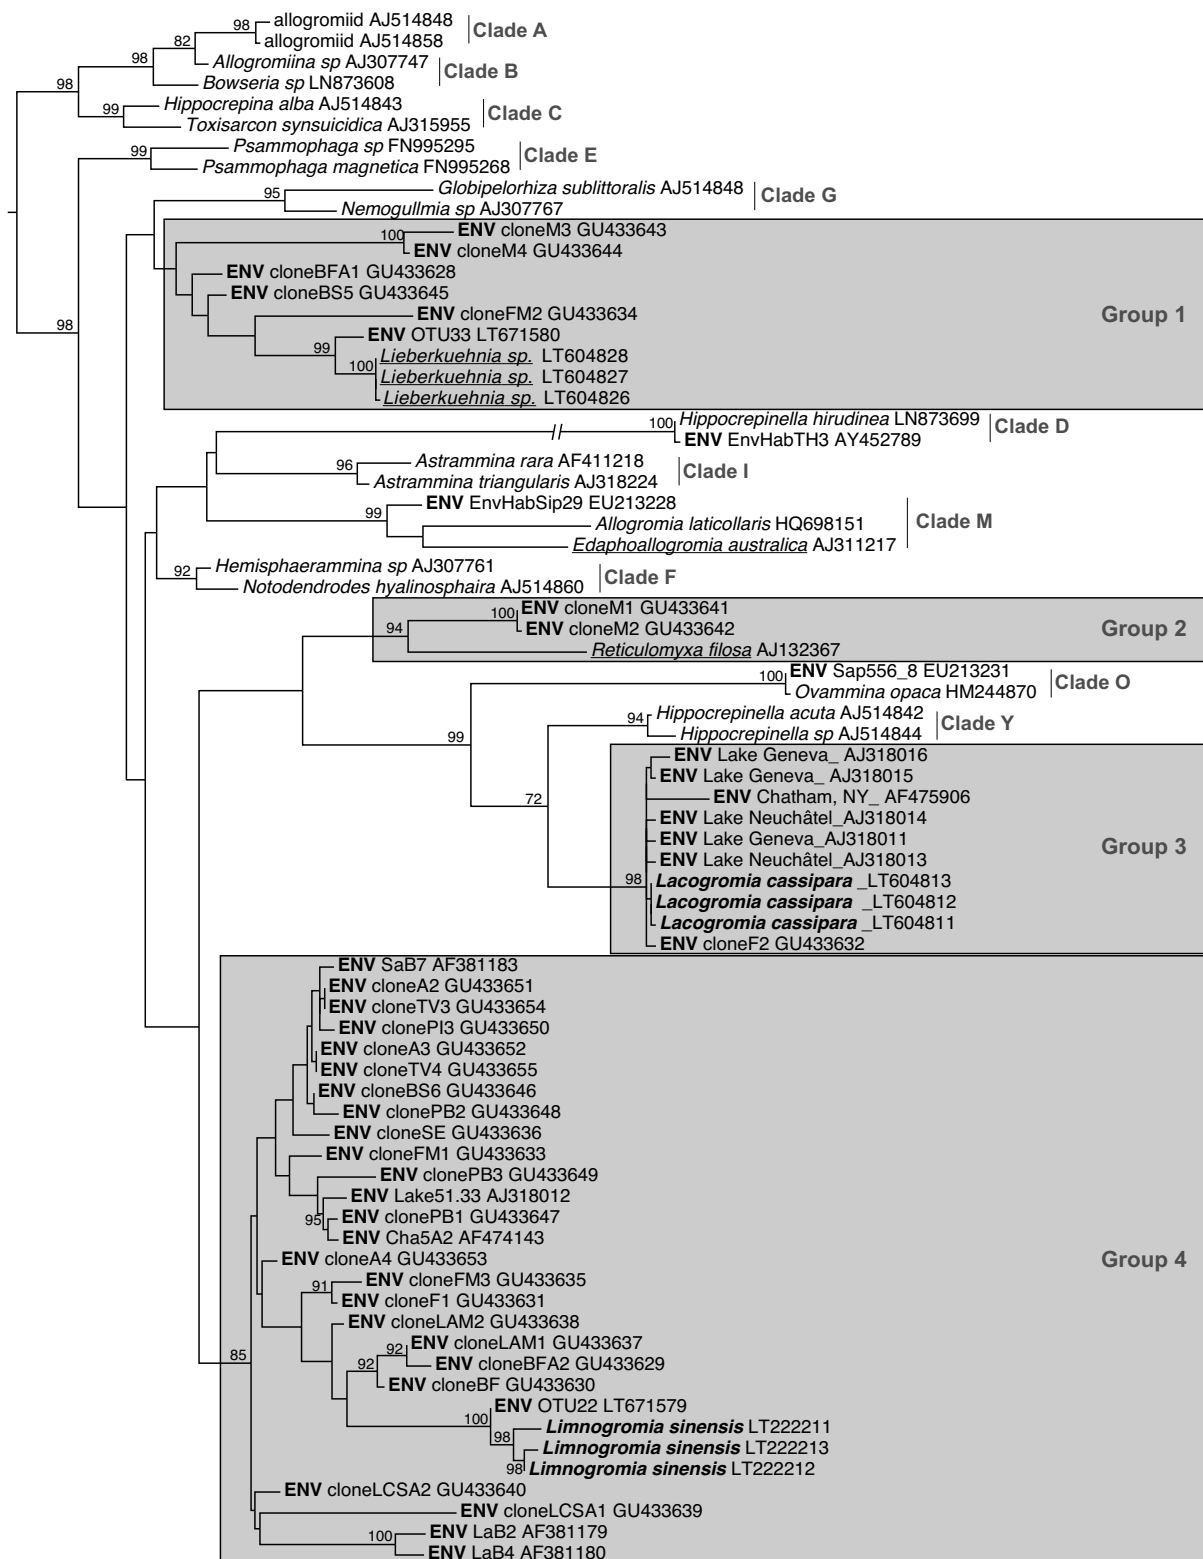 98 allogromiid AJ514848
allogromiid AJ514858
Clade A
82
98 Allogromiina sp AJ307747
Bowseria sp LN873608
Clade B
98
Hippocrepina alba AJ514843
99
Toxisarcon synsuicidica AJ315955
Clade C
99 Psammophaga sp FN995295
Psammophaga magnetica FN995268
Clade E
95 Globipelorhiza sublittoralis AJ514848
Nemogullmia sp AJ307767
Clade G
100 ENV cloneM3 GU433643
ENV cloneM4 GU433644
ENV cloneBFA1 GU433628
ENV cloneBS5 GU433645
ENV cloneFM2 GU433634
Group 1
98
99 ENV OTU33 LT671580
Lieberkuehnia sp. LT604828
100 Lieberkuehnia sp. LT604827
Lieberkuehnia sp. LT604826
100 Hippocrepinella hirudinea LN873699
ENV EnvHabTH3 AY452789
Clade D
96 Astrammina rara AF411218
Astrammina triangularis AJ318224
Clade I
99 ENV EnvHabSip29 EU213228
Allogromia laticollaris HQ698151
Edaphoallogromia australica AJ311217
Clade M
92 Hemisphaerammina sp AJ307761
Notodendrodes hyalinosphaira AJ514860
Clade F
100 ENV cloneM1 GU433641
94 ENV cloneM2 GU433642
Reticulomyxa filosa AJ132367
Group 2
100 ENV Sap556_8 EU213231
Ovammina opaca HM244870
Clade O
94 Hippocrepinella acuta AJ514842
Hippocrepinella sp AJ514844
Clade Y
99
ENV Lake Geneva_ AJ318016
ENV Lake Geneva_ AJ318015
72 ENV Chatham, NY_ AF475906
ENV Lake Neuchâtel_AJ318014
ENV Lake Geneva_AJ318011
Group 3
ENV Lake Neuchâtel_AJ318013
98 Lacogromia cassipara _LT604813
Lacogromia cassipara _LT604812
Lacogromia cassipara _LT604811
ENV cloneF2 GU433632
ENV SaB7 AF381183
ENV cloneA2 GU433651
ENV cloneTV3 GU433654
ENV clonePI3 GU433650
ENV cloneA3 GU433652
ENV cloneTV4 GU433655
ENV cloneBS6 GU433646
ENV clonePB2 GU433648
ENV cloneSE GU433636
ENV cloneFM1 GU433633
ENV clonePB3 GU433649
ENV Lake51.33 AJ318012
95 ENV clonePB1 GU433647
ENV Cha5A2 AF474143
ENV cloneA4 GU433653
Group 4
91 ENV cloneFM3 GU433635
ENV cloneF1 GU433631
ENV cloneLAM2 GU433638
92 ENV cloneLAM1 GU433637
85
92 ENV cloneBFA2 GU433629
ENV cloneBF GU433630
ENV OTU22 LT671579
100 Limnogromia sinensis LT222211
98 Limnogromia sinensis LT222213
98 Limnogromia sinensis LT222212
ENV cloneLCSA2 GU433640
ENV cloneLCSA1 GU433639
100 ENV LaB2 AF381179
ENV LaB4 AF381180